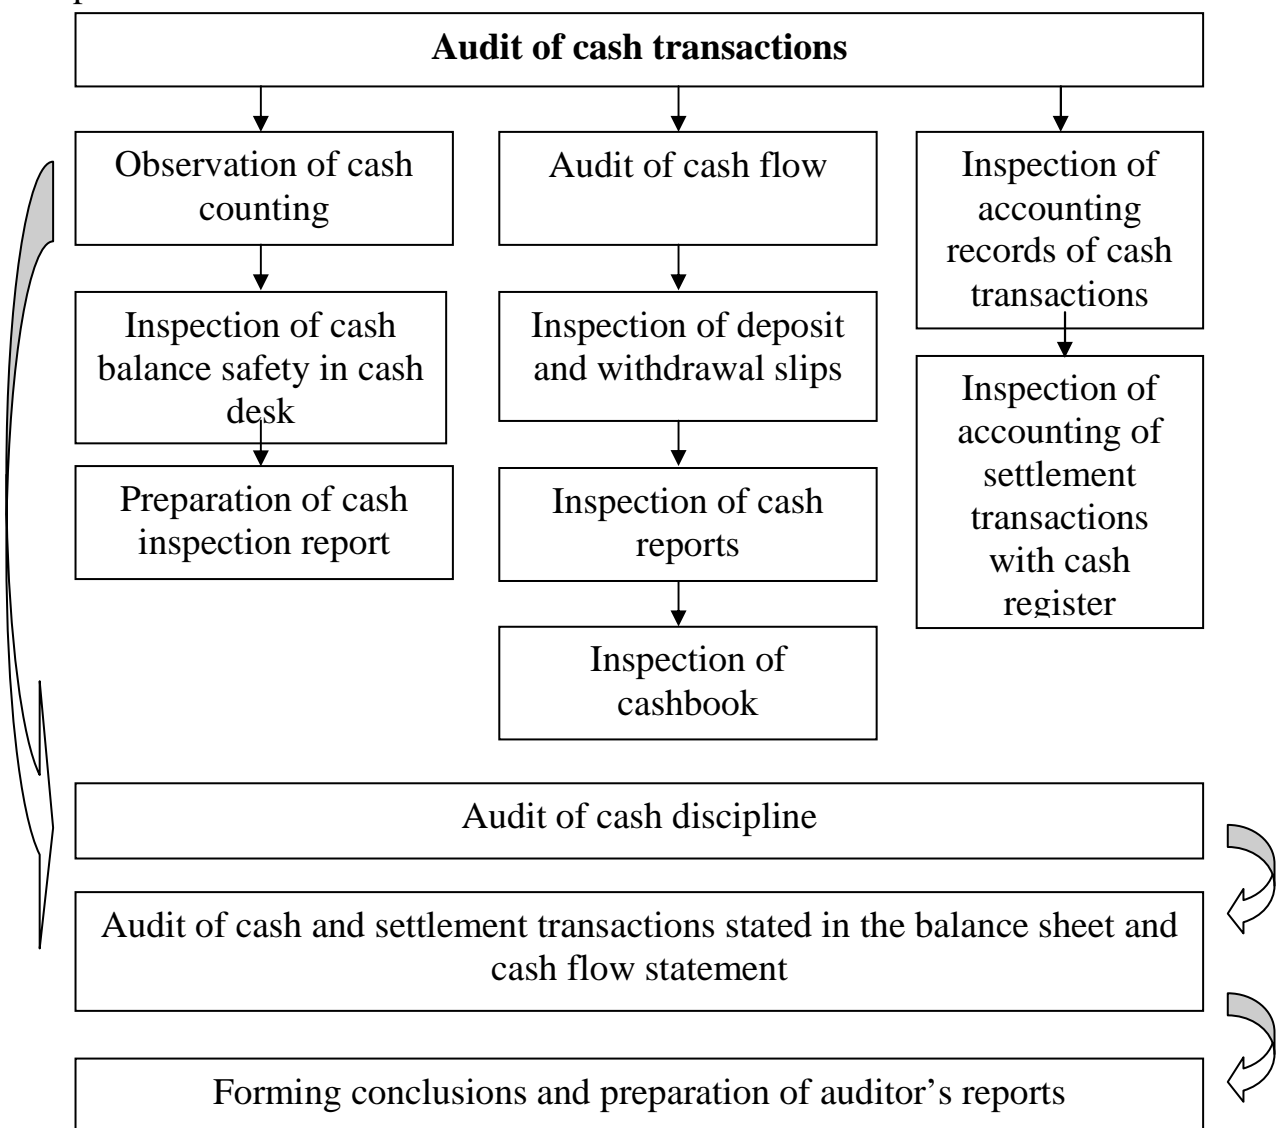 Audit of cash transactions
Observation of cash
counting
Inspection of cash
balance safety in cash
desk
Preparation of cash
inspection report
Audit of cash flow
Inspection of deposit
and withdrawal slips
Inspection of cash
reports
Inspection of
cashbook
Inspection of
accounting
records of cash
transactions
Inspection of
accounting of
settlement
transactions
with cash
register
Audit of cash discipline
Audit of cash and settlement transactions stated in the balance sheet and
cash flow statement
Forming conclusions and preparation of auditor’s reports